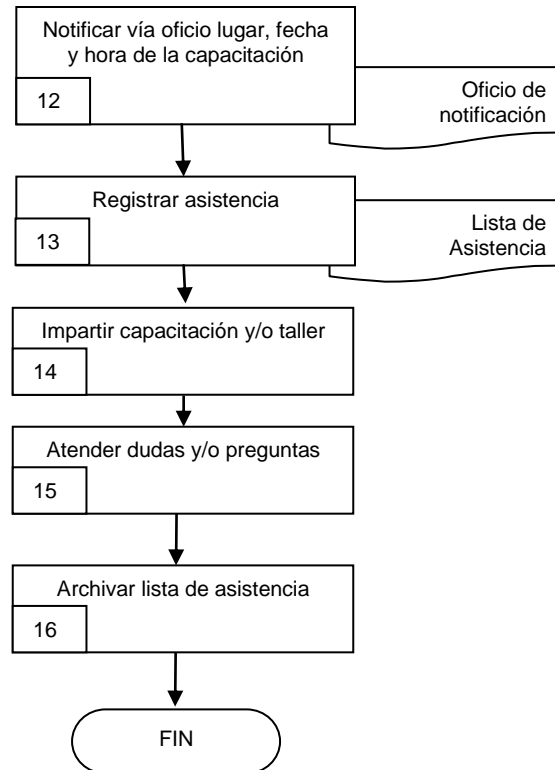 Notificar vía oficio lugar, fecha
y hora de la capacitación
12
Oficio de
notificación
Registrar asistencia
13
Lista de
Asistencia
Impartir capacitación y/o taller
14
Atender dudas y/o preguntas
15
Archivar lista de asistencia
16
FIN